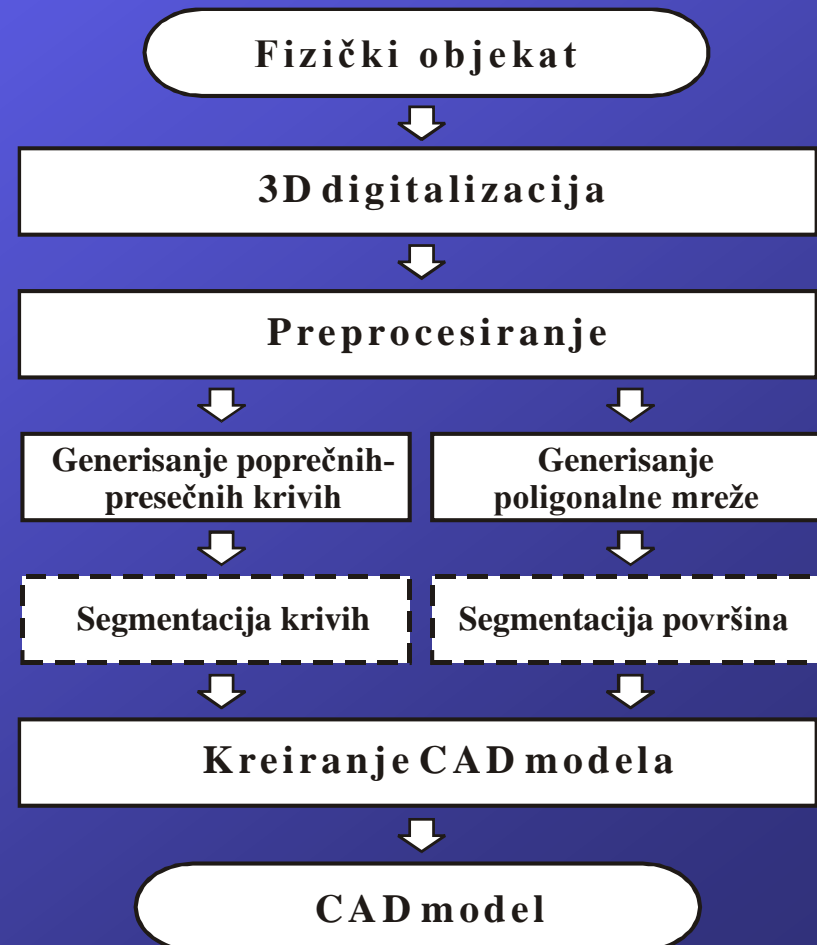 Fizički objekat
3D digitalizacija
Preprocesiranje
Generisanje poprečnih-
presečnih krivih
Generisanje
poligonalne mreže
Segmentacija krivih
Segmentacija površina
Kreiranje CAD modela
CAD model